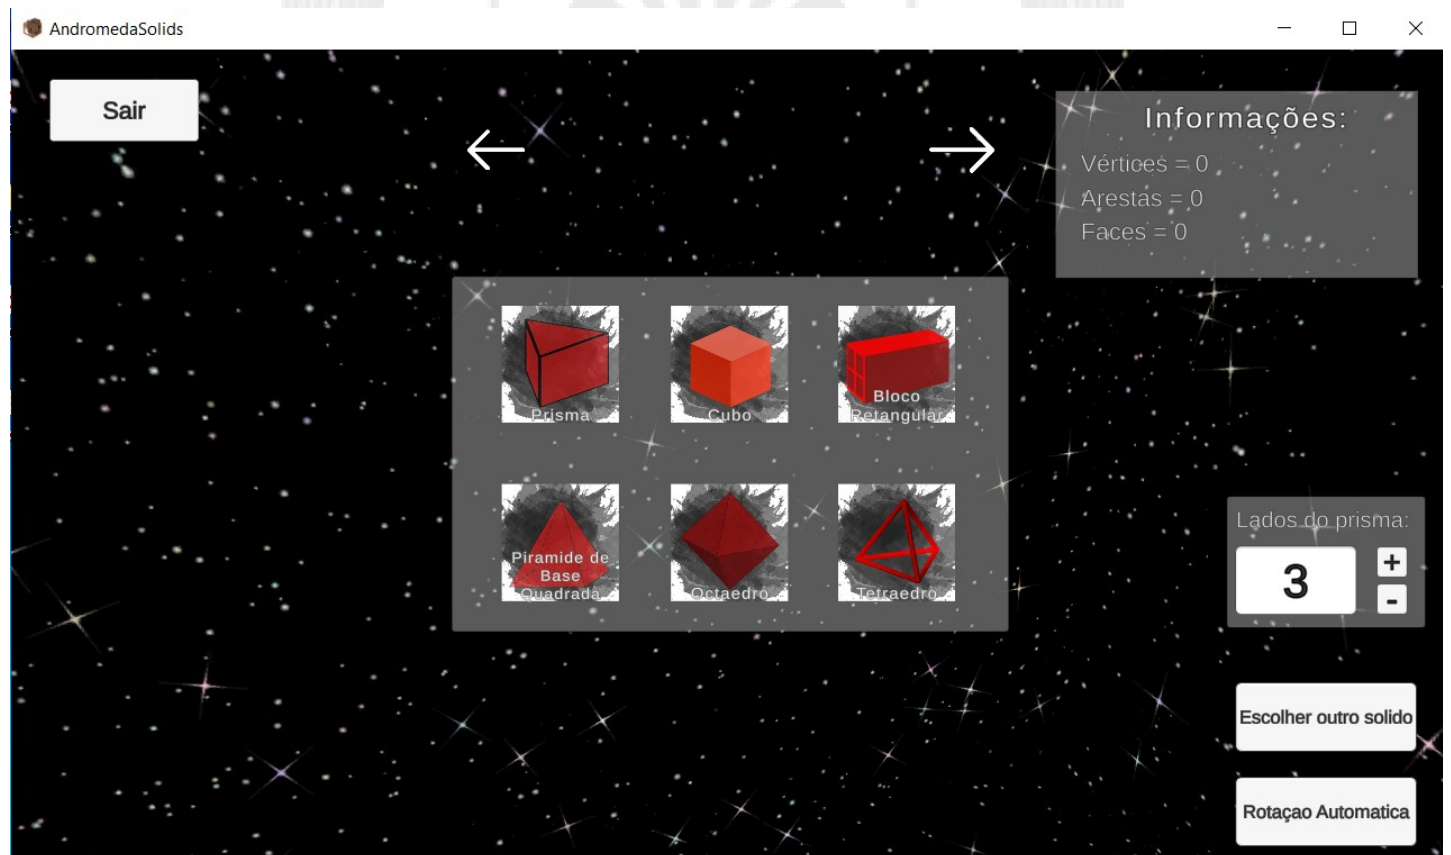 AndromedaSolids
Sair
Informações:
Vértices = 0
Arestas = 0
Faces = 0
Prisma
Cubo
Bloco
Retangular
Piramide de
Base
Quadrada
Octaedro
Tetraedro
Lados do prisma:
3
+
-
Escolher outro solido
Rotaçao Automatica